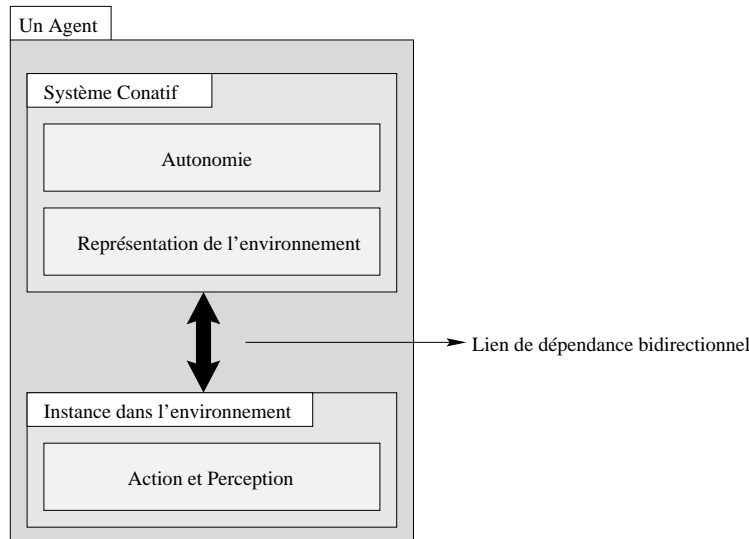 Un Agent
Système Conatif
Autonomie
Représentation de l'environnement
Lien de dépendance bidirectionnel
Instance dans l'environnement
Action et Perception